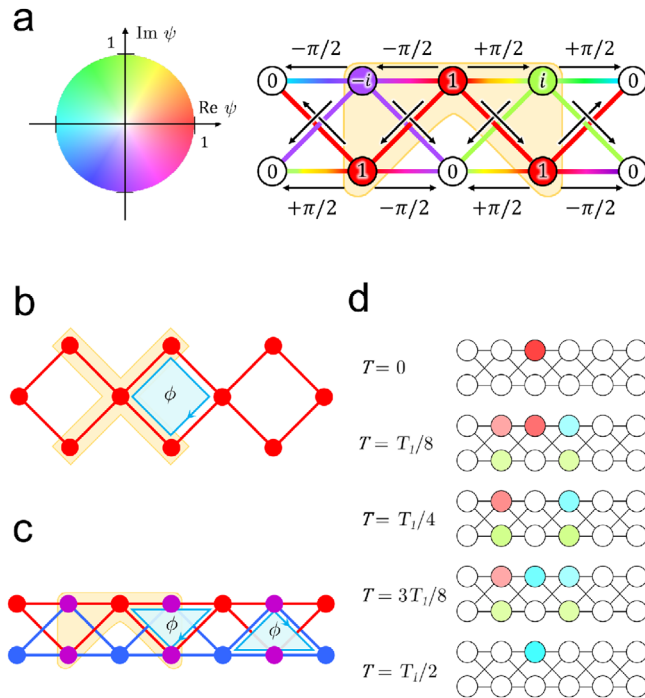 a
1 Im ψ
Re ψ
1
−π/2 −π/2 +π/2 +π/2
0 −i 1 i 0
0 1 0 1 0
+π/2 −π/2 +π/2 −π/2
b
ϕ
c
ϕ ϕ
d
T = 0
T = T₁/8
T = T₁/4
T = 3T₁/8
T = T₁/2